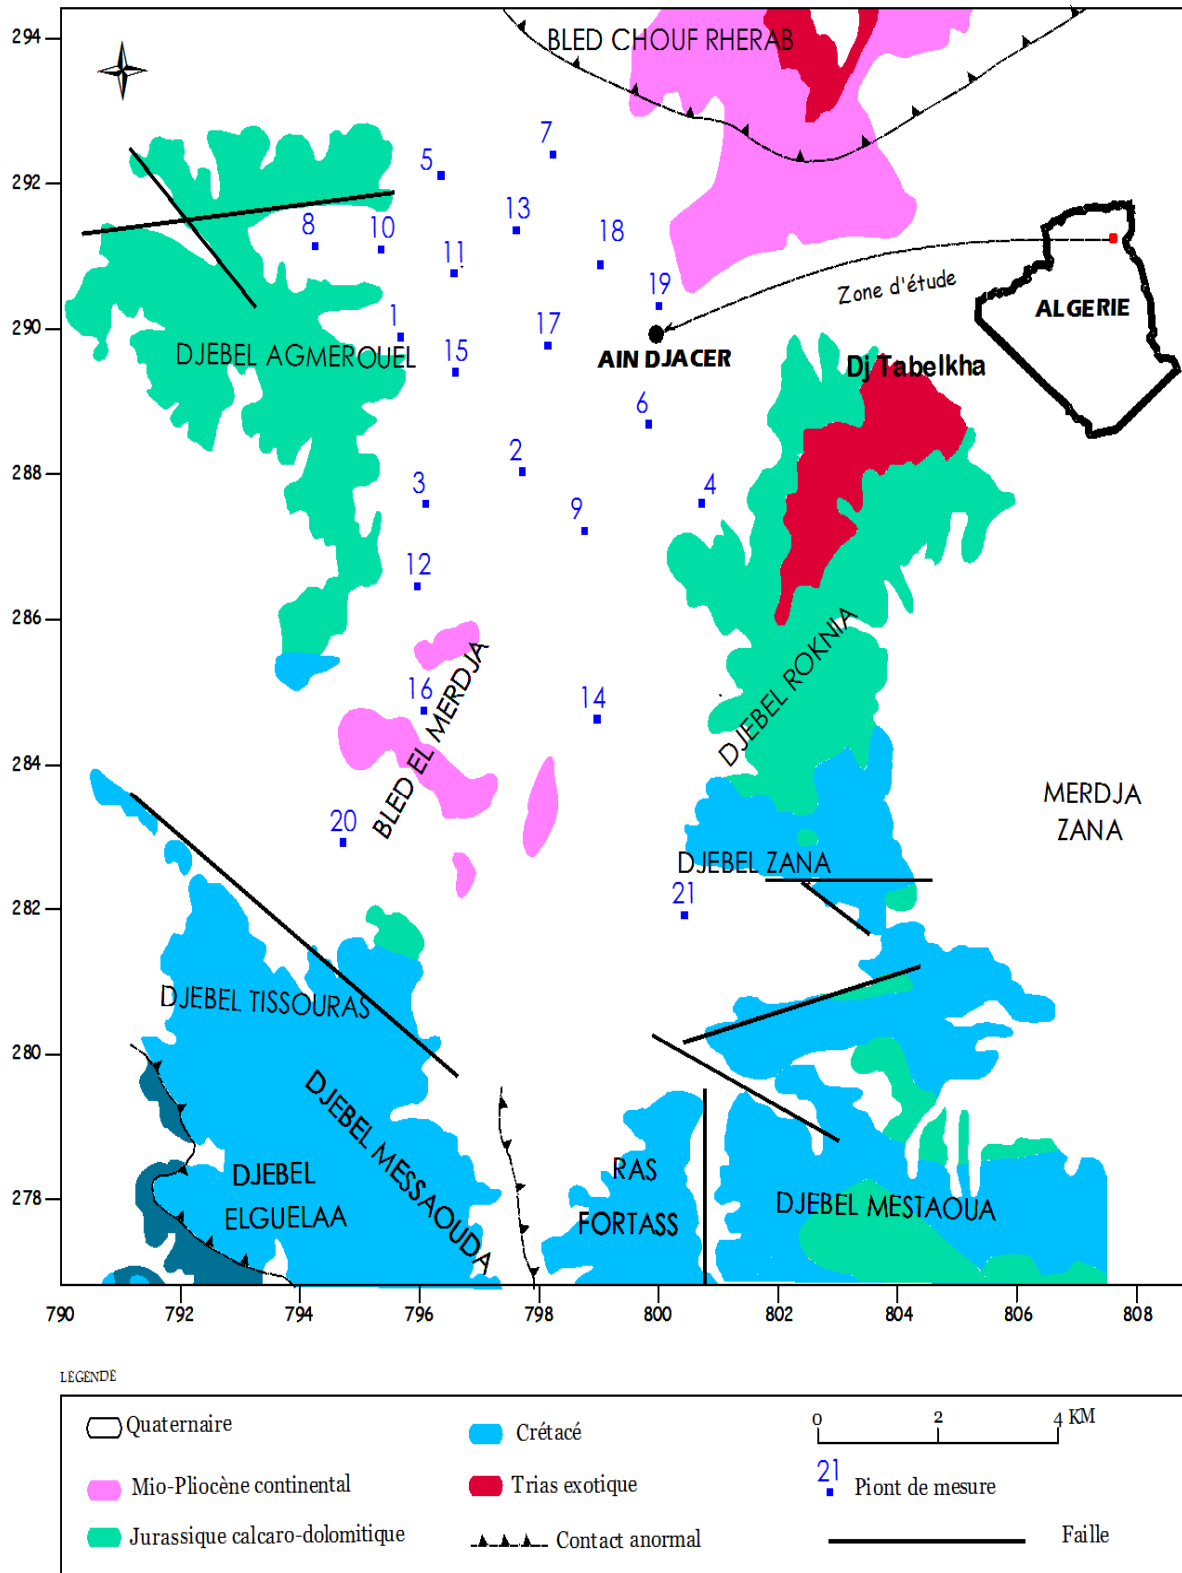 294
BLED CHOUF RHERAB
7
5
292
13
8
10
18
11
19
Zone d'étude
ALGERIE
290
1
17
DJEBEL AGMEROUEL
15
AIN DJACER
Dj Tabelkha
6
2
288
3
4
9
12
286
DJEBEL ROKNIA
BLED EL MERDJA
16
14
284
MERDJA
ZANA
20
DJEBEL ZANA
21
282
DJEBEL TISSOURAS
280
DJEBEL MESSAOUDA
DJEBEL
ELGUELAA
RAS
FORTASS
278
DJEBEL MESTAOUA
790 792 794 796 798 800 802 804 806 808
LEGENDE
Quaternaire
Crétacé
0 2 4 KM
Mio-Pliocène continental
Trias exotique
21 Piont de mesure
Jurassique calcaro-dolomitique
Contact anormal
Faille